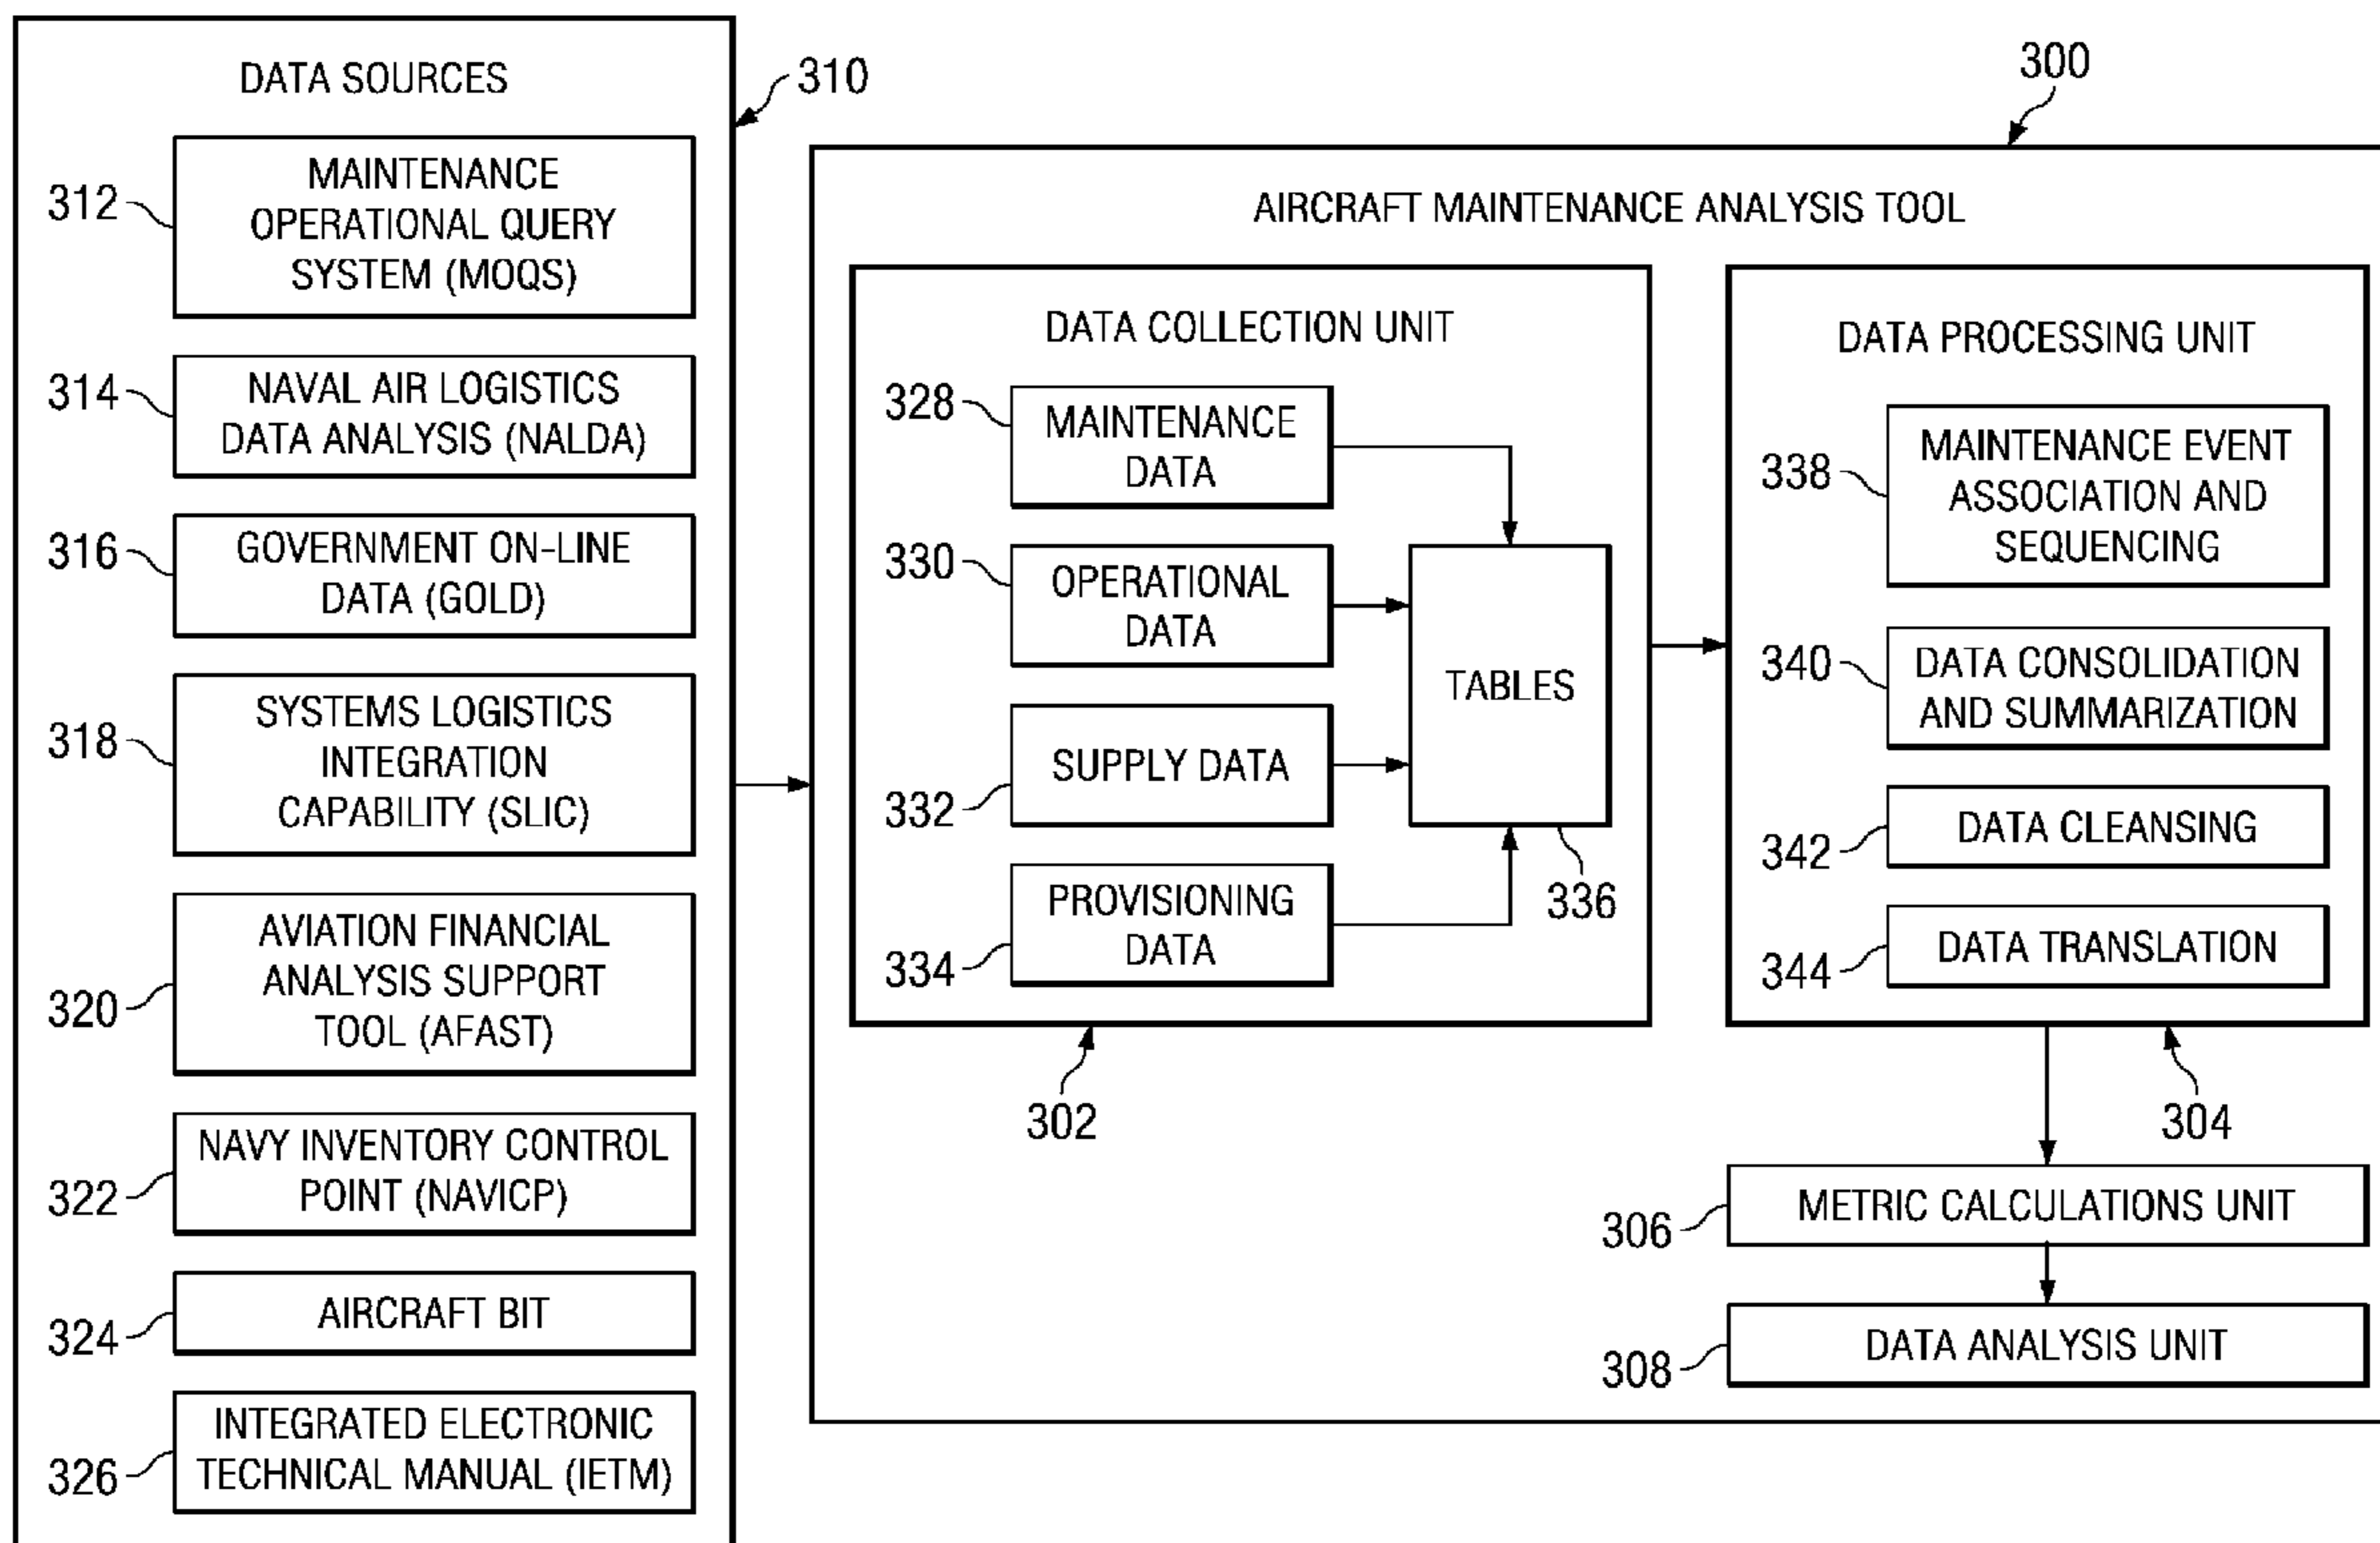 DATA SOURCES
310
312
MAINTENANCE
OPERATIONAL QUERY
SYSTEM (MOQS)
314
NAVAL AIR LOGISTICS
DATA ANALYSIS (NALDA)
316
GOVERNMENT ON-LINE
DATA (GOLD)
318
SYSTEMS LOGISTICS
INTEGRATION
CAPABILITY (SLIC)
320
AVIATION FINANCIAL
ANALYSIS SUPPORT
TOOL (AFAST)
322
NAVY INVENTORY CONTROL
POINT (NAVICP)
324
AIRCRAFT BIT
326
INTEGRATED ELECTRONIC
TECHNICAL MANUAL (IETM)
300
AIRCRAFT MAINTENANCE ANALYSIS TOOL
DATA COLLECTION UNIT
328
MAINTENANCE
DATA
330
OPERATIONAL
DATA
332
SUPPLY DATA
334
PROVISIONING
DATA
TABLES
336
302
DATA PROCESSING UNIT
338
MAINTENANCE EVENT
ASSOCIATION AND
SEQUENCING
340
DATA CONSOLIDATION
AND SUMMARIZATION
342
DATA CLEANSING
344
DATA TRANSLATION
304
306
METRIC CALCULATIONS UNIT
308
DATA ANALYSIS UNIT